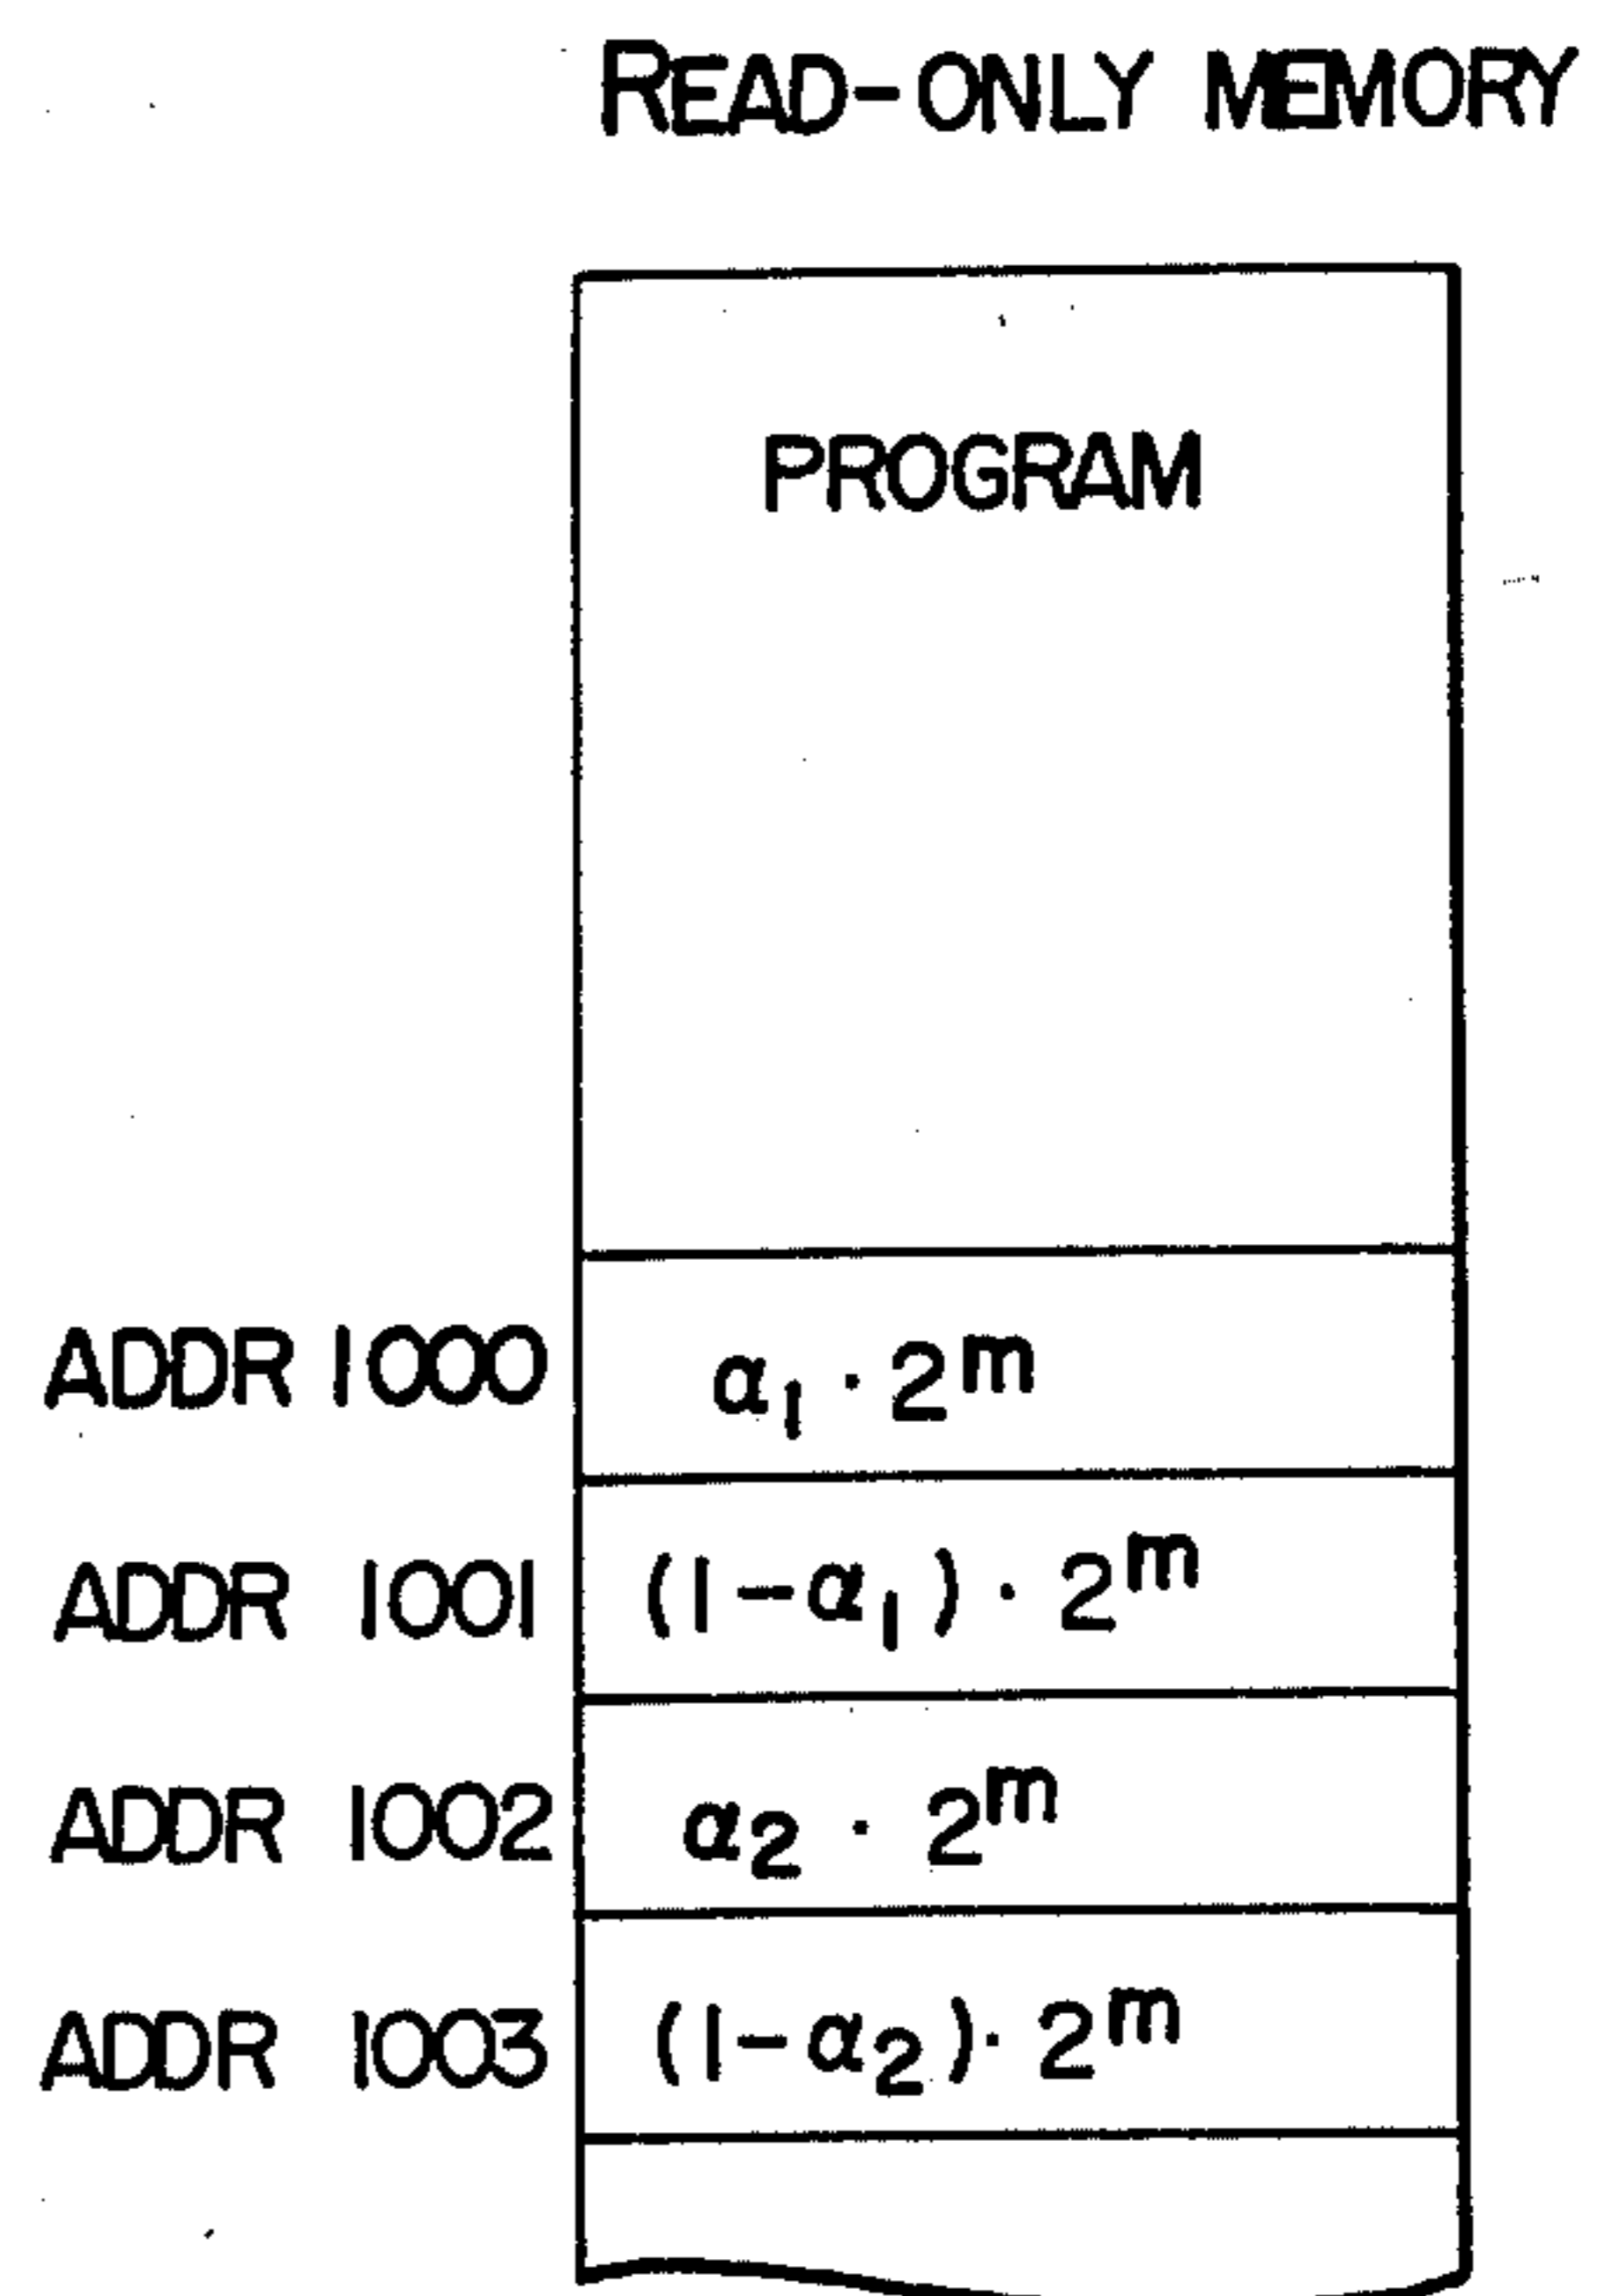 READ-ONLY MEMORY
PROGRAM
ADDR 1000 α₁ · 2ᵐ
ADDR 1001 (1-α₁) · 2ᵐ
ADDR 1002 α₂ · 2ᵐ
ADDR 1003 (1-α₂) · 2ᵐ